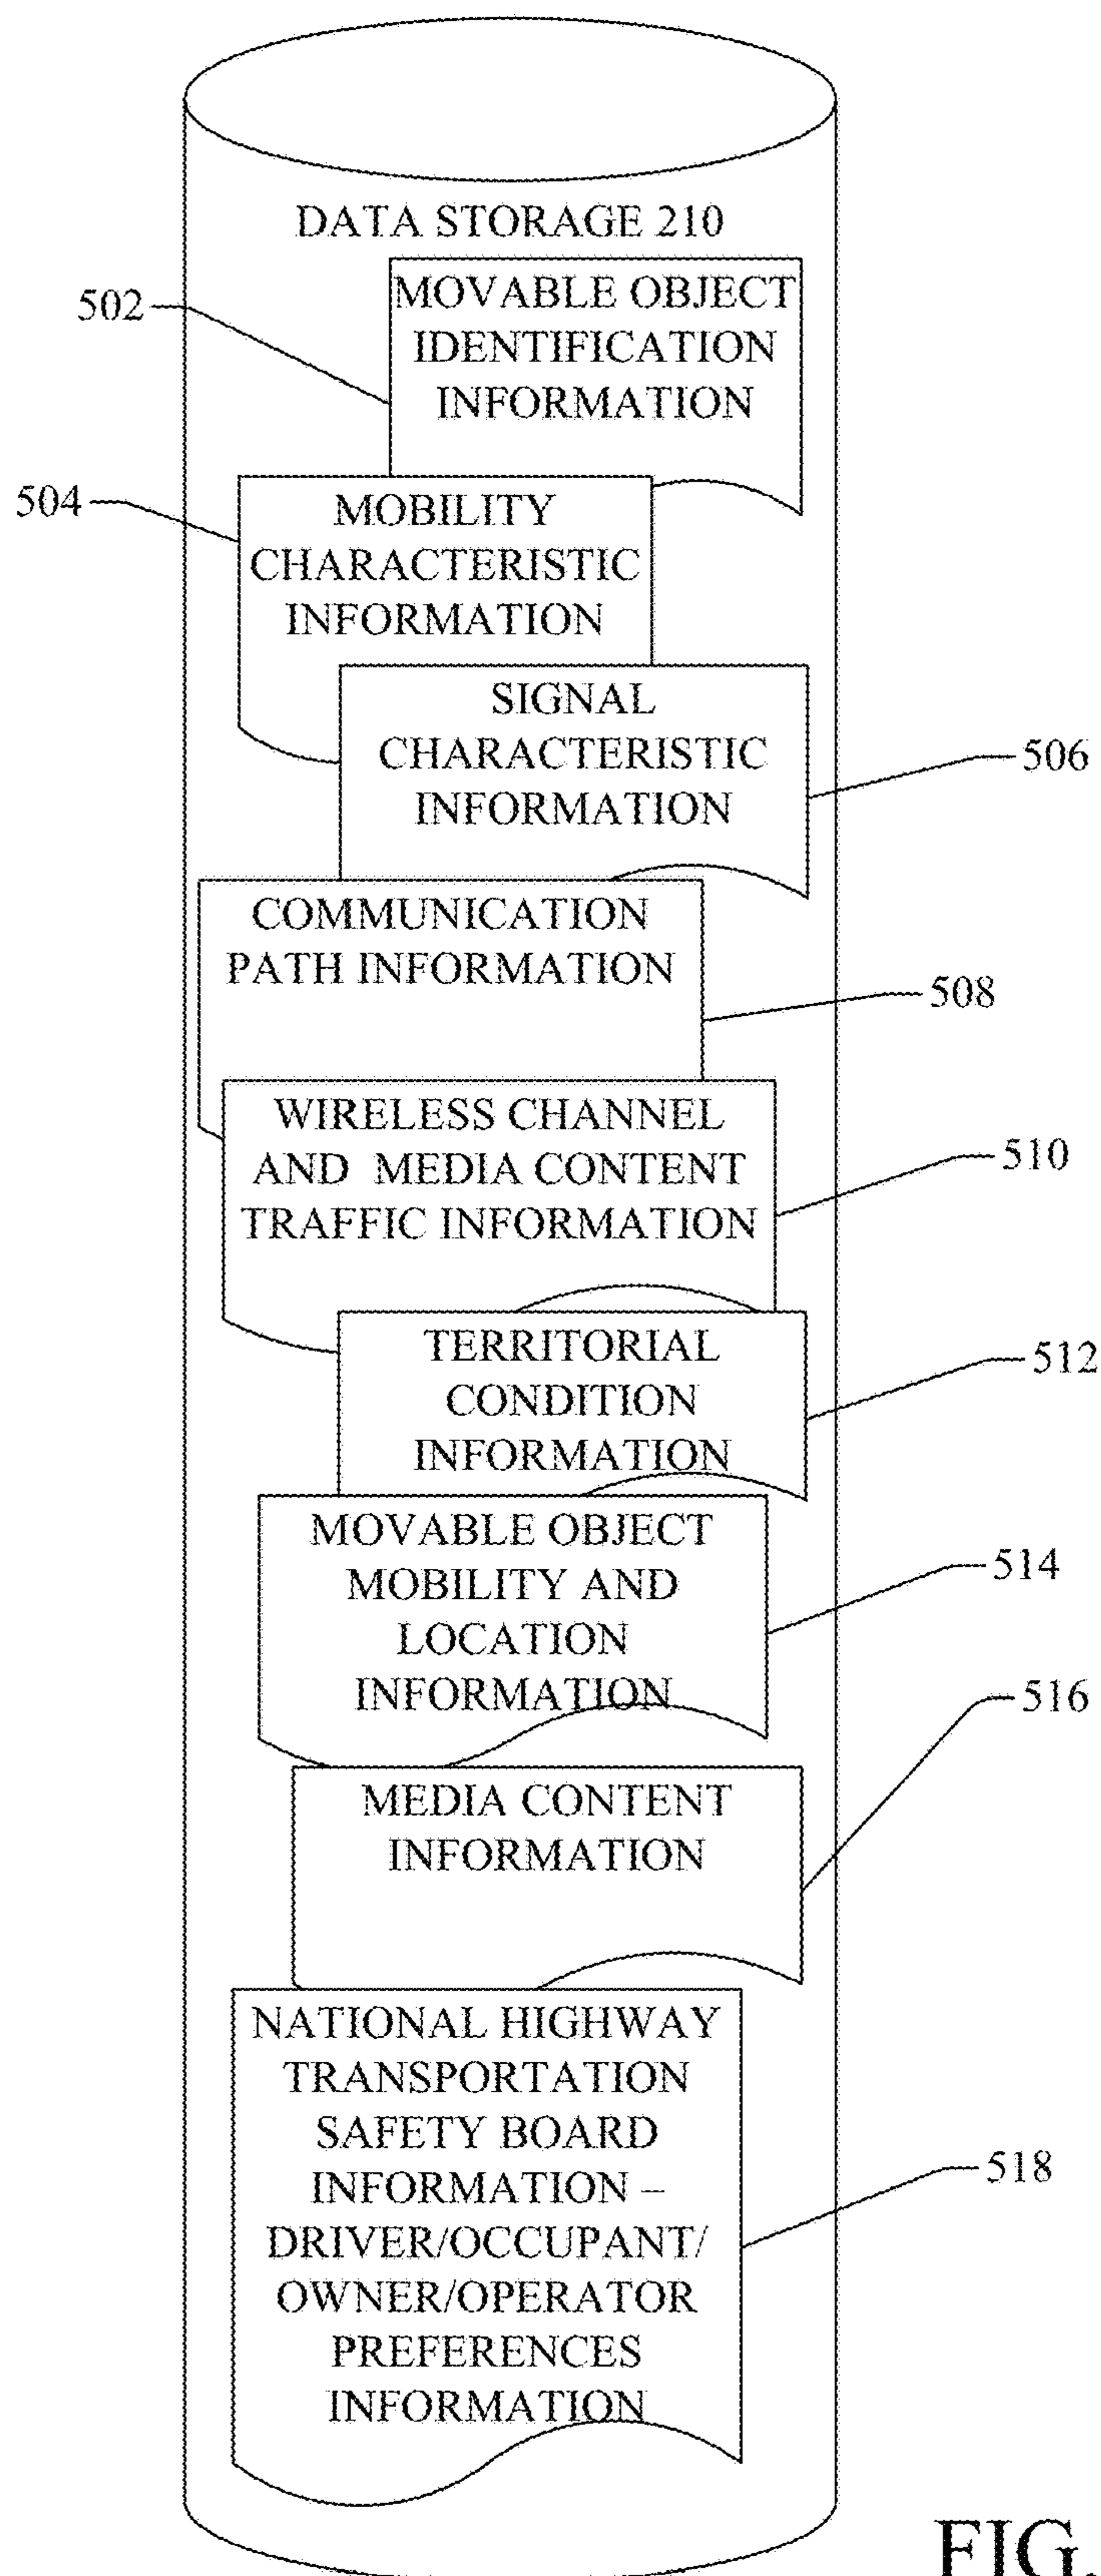 DATA STORAGE 210
502
MOVABLE OBJECT
IDENTIFICATION
INFORMATION
504
MOBILITY
CHARACTERISTIC
INFORMATION
SIGNAL
CHARACTERISTIC
INFORMATION
506
COMMUNICATION
PATH INFORMATION
508
WIRELESS CHANNEL
AND MEDIA CONTENT
TRAFFIC INFORMATION
510
TERRITORIAL
CONDITION
INFORMATION
512
MOVABLE OBJECT
MOBILITY AND
LOCATION
INFORMATION
514
516
MEDIA CONTENT
INFORMATION
NATIONAL HIGHWAY
TRANSPORTATION
SAFETY BOARD
INFORMATION –
DRIVER/OCCUPANT/
OWNER/OPERATOR
PREFERENCES
INFORMATION
518
FIG.